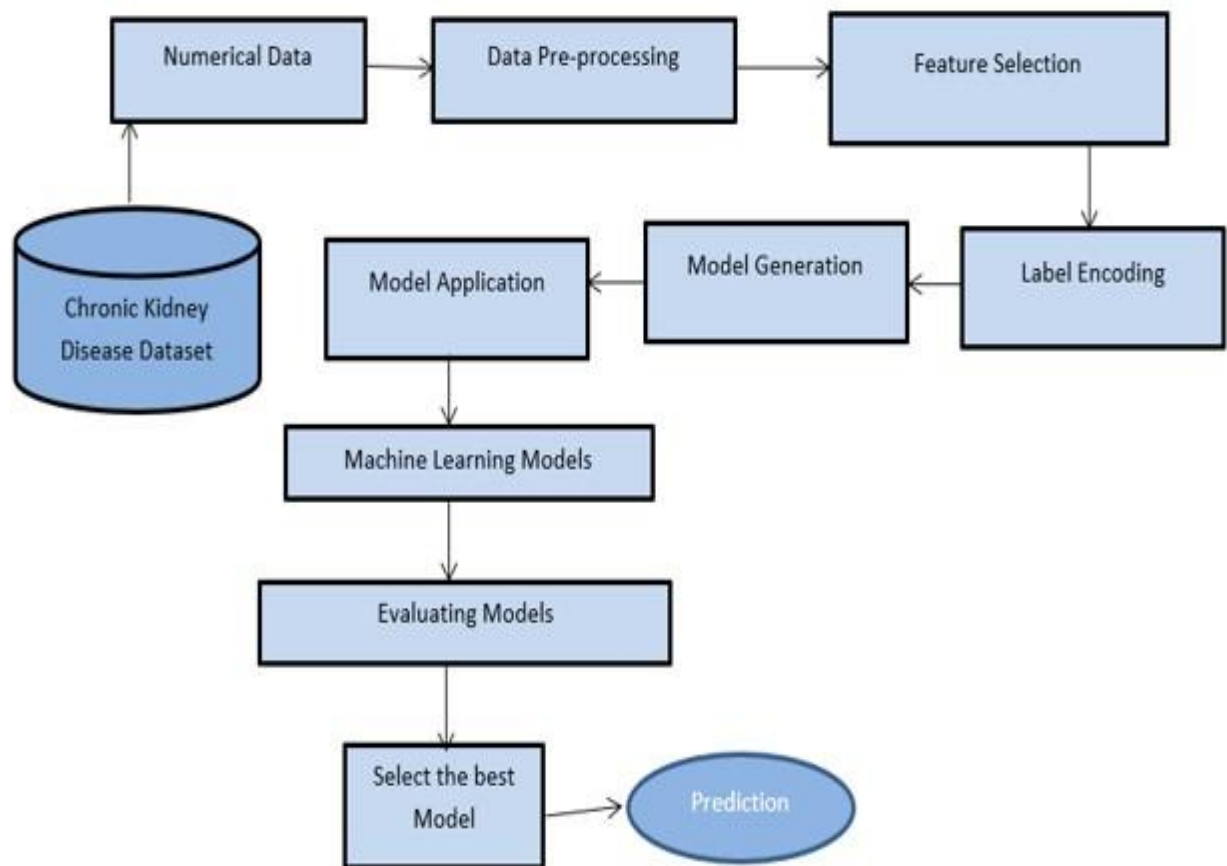 Numerical Data
Data Pre-processing
Feature Selection
Chronic Kidney
Disease Dataset
Model Application
Model Generation
Label Encoding
Machine Learning Models
Evaluating Models
Select the best
Model
Prediction